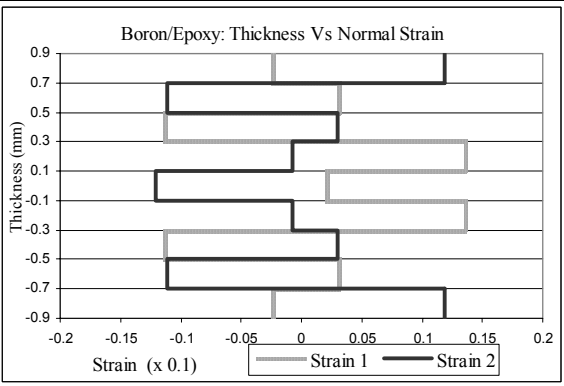 Boron/Epoxy: Thickness Vs Normal Strain
Thickness (mm)
0.9
0.7
0.5
0.3
0.1
-0.1
-0.3
-0.5
-0.7
-0.9
-0.2 -0.15 -0.1 -0.05 0 0.05 0.1 0.15 0.2
Strain (x 0.1)
Strain 1 Strain 2